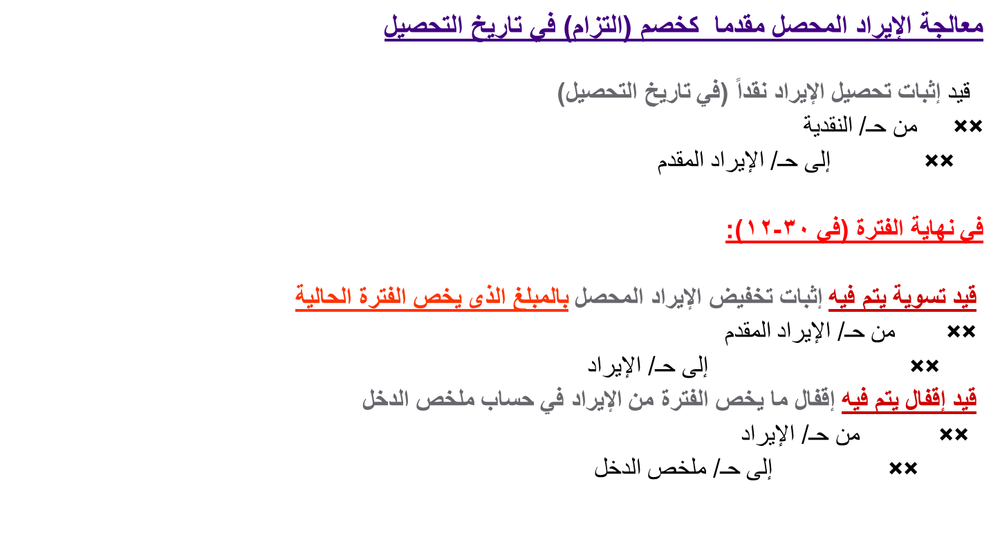 معالجة الإيراد المحصل مقدما كخصم (التزام) في تاريخ التحصيل
قيد إثبات تحصيل الإيراد نقداً (في تاريخ التحصيل)
×× من حـ/ النقدية
×× إلى حـ/ الإيراد المقدم
في نهاية الفترة (في ٣٠-١٢):
قيد تسوية يتم فيه إثبات تخفيض الإيراد المحصل بالمبلغ الذى يخص الفترة الحالية
×× من حـ/ الإيراد المقدم
×× إلى حـ/ الإيراد
قيد إقفال يتم فيه إقفال ما يخص الفترة من الإيراد في حساب ملخص الدخل
×× من حـ/ الإيراد
×× إلى حـ/ ملخص الدخل